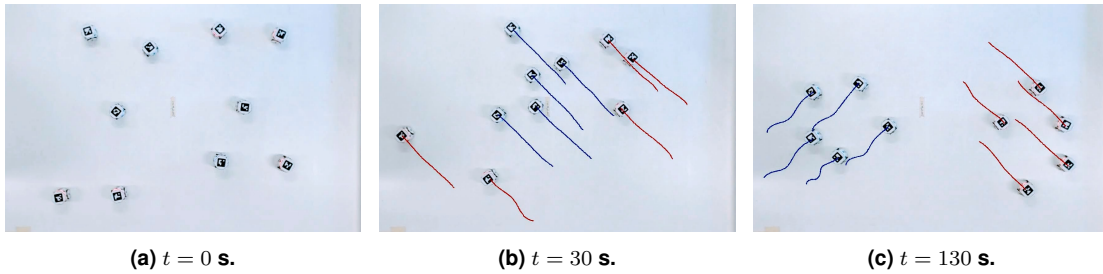 (a) t = 0 s.
(b) t = 30 s.
(c) t = 130 s.